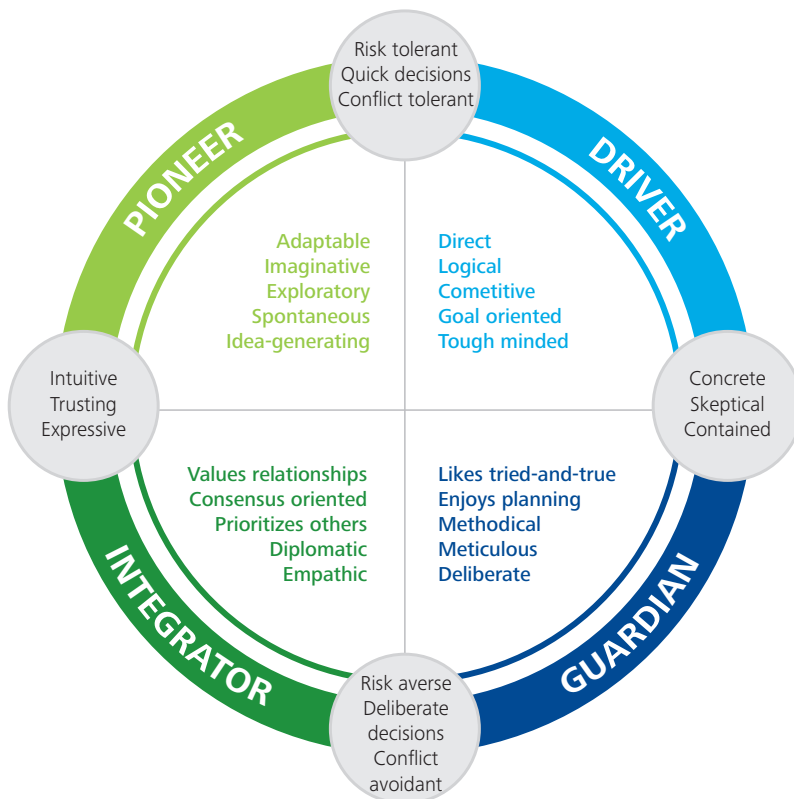 Risk tolerant
Quick decisions
Conflict tolerant
PIONEER
DRIVER
Adaptable
Imaginative
Exploratory
Spontaneous
Idea-generating
Direct
Logical
Cometitive
Goal oriented
Tough minded
Intuitive
Trusting
Expressive
Concrete
Skeptical
Contained
Values relationships
Consensus oriented
Prioritizes others
Diplomatic
Empathic
Likes tried-and-true
Enjoys planning
Methodical
Meticulous
Deliberate
INTEGRATOR
GUARDIAN
Risk averse
Deliberate
decisions
Conflict
avoidant